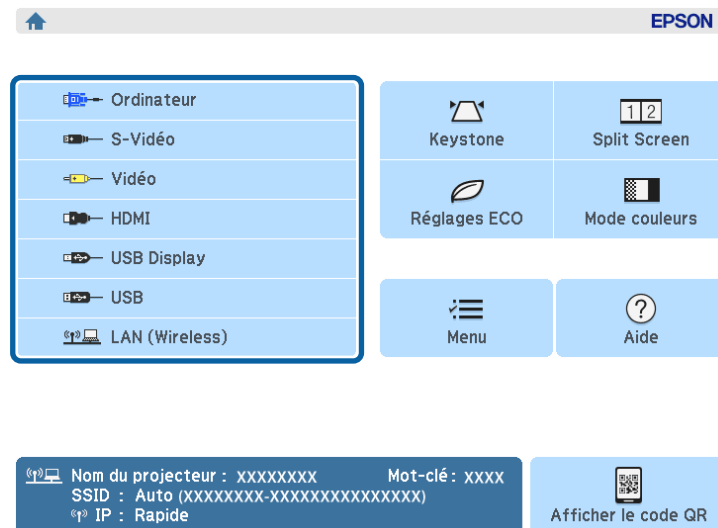 EPSON
Ordinateur
S-Vidéo
Vidéo
HDMI
USB Display
USB
LAN (Wireless)
Keystone
1 2
Split Screen
Réglages ECO
Mode couleurs
Menu
?
Aide
Nom du projecteur : XXXXXXXX Mot-clé : XXXX
SSID : Auto (XXXXXXXX-XXXXXXXXXXXXXXX)
IP : Rapide
Afficher le code QR